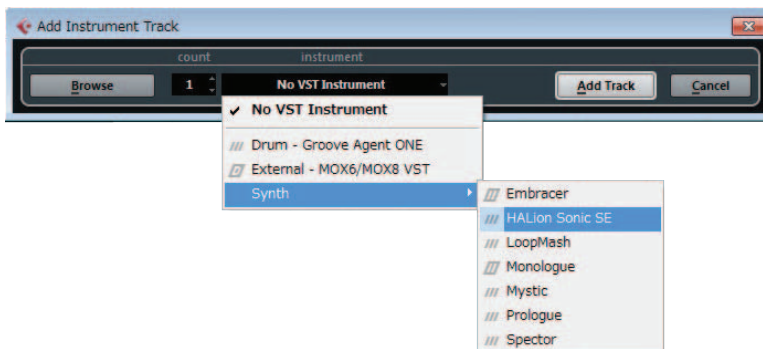 Add Instrument Track
count instrument
Browse 1 No VST Instrument Add Track Cancel
No VST Instrument
Drum - Groove Agent ONE
External - MOX6/MOX8 VST
Synth
Embracer
HALion Sonic SE
LoopMash
Monologue
Mystic
Prologue
Spector